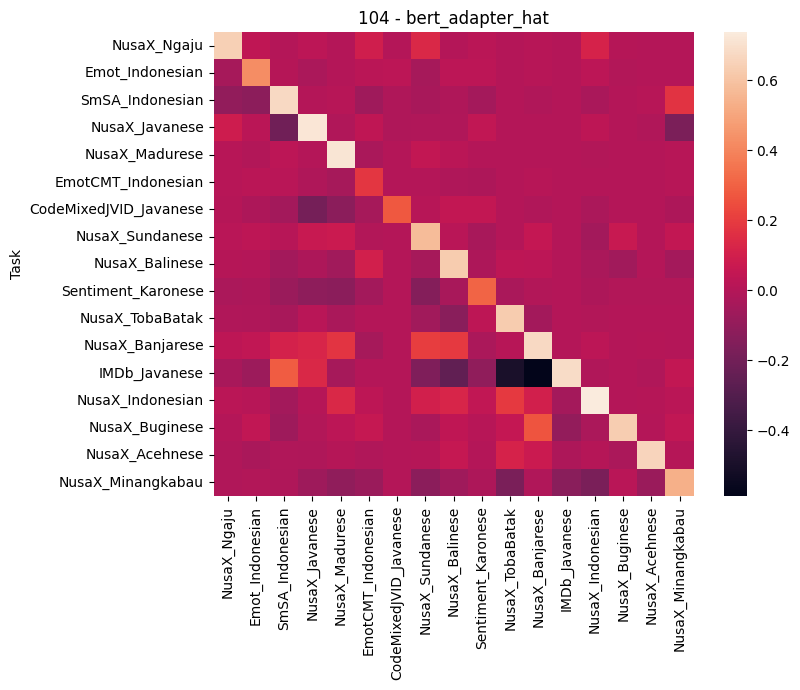 104 - bert_adapter_hat
Task
NusaX_Ngaju
Emot_Indonesian
SmSA_Indonesian
NusaX_Javanese
NusaX_Madurese
EmotCMT_Indonesian
CodeMixedJVID_Javanese
NusaX_Sundanese
NusaX_Balinese
Sentiment_Karonese
NusaX_TobaBatak
NusaX_Banjarese
IMDb_Javanese
NusaX_Indonesian
NusaX_Buginese
NusaX_Acehnese
NusaX_Minangkabau
NusaX_Ngaju
Emot_Indonesian
SmSA_Indonesian
NusaX_Javanese
NusaX_Madurese
EmotCMT_Indonesian
CodeMixedJVID_Javanese
NusaX_Sundanese
NusaX_Balinese
Sentiment_Karonese
NusaX_TobaBatak
NusaX_Banjarese
IMDb_Javanese
NusaX_Indonesian
NusaX_Buginese
NusaX_Acehnese
NusaX_Minangkabau
0.6
0.4
0.2
0.0
−0.2
−0.4